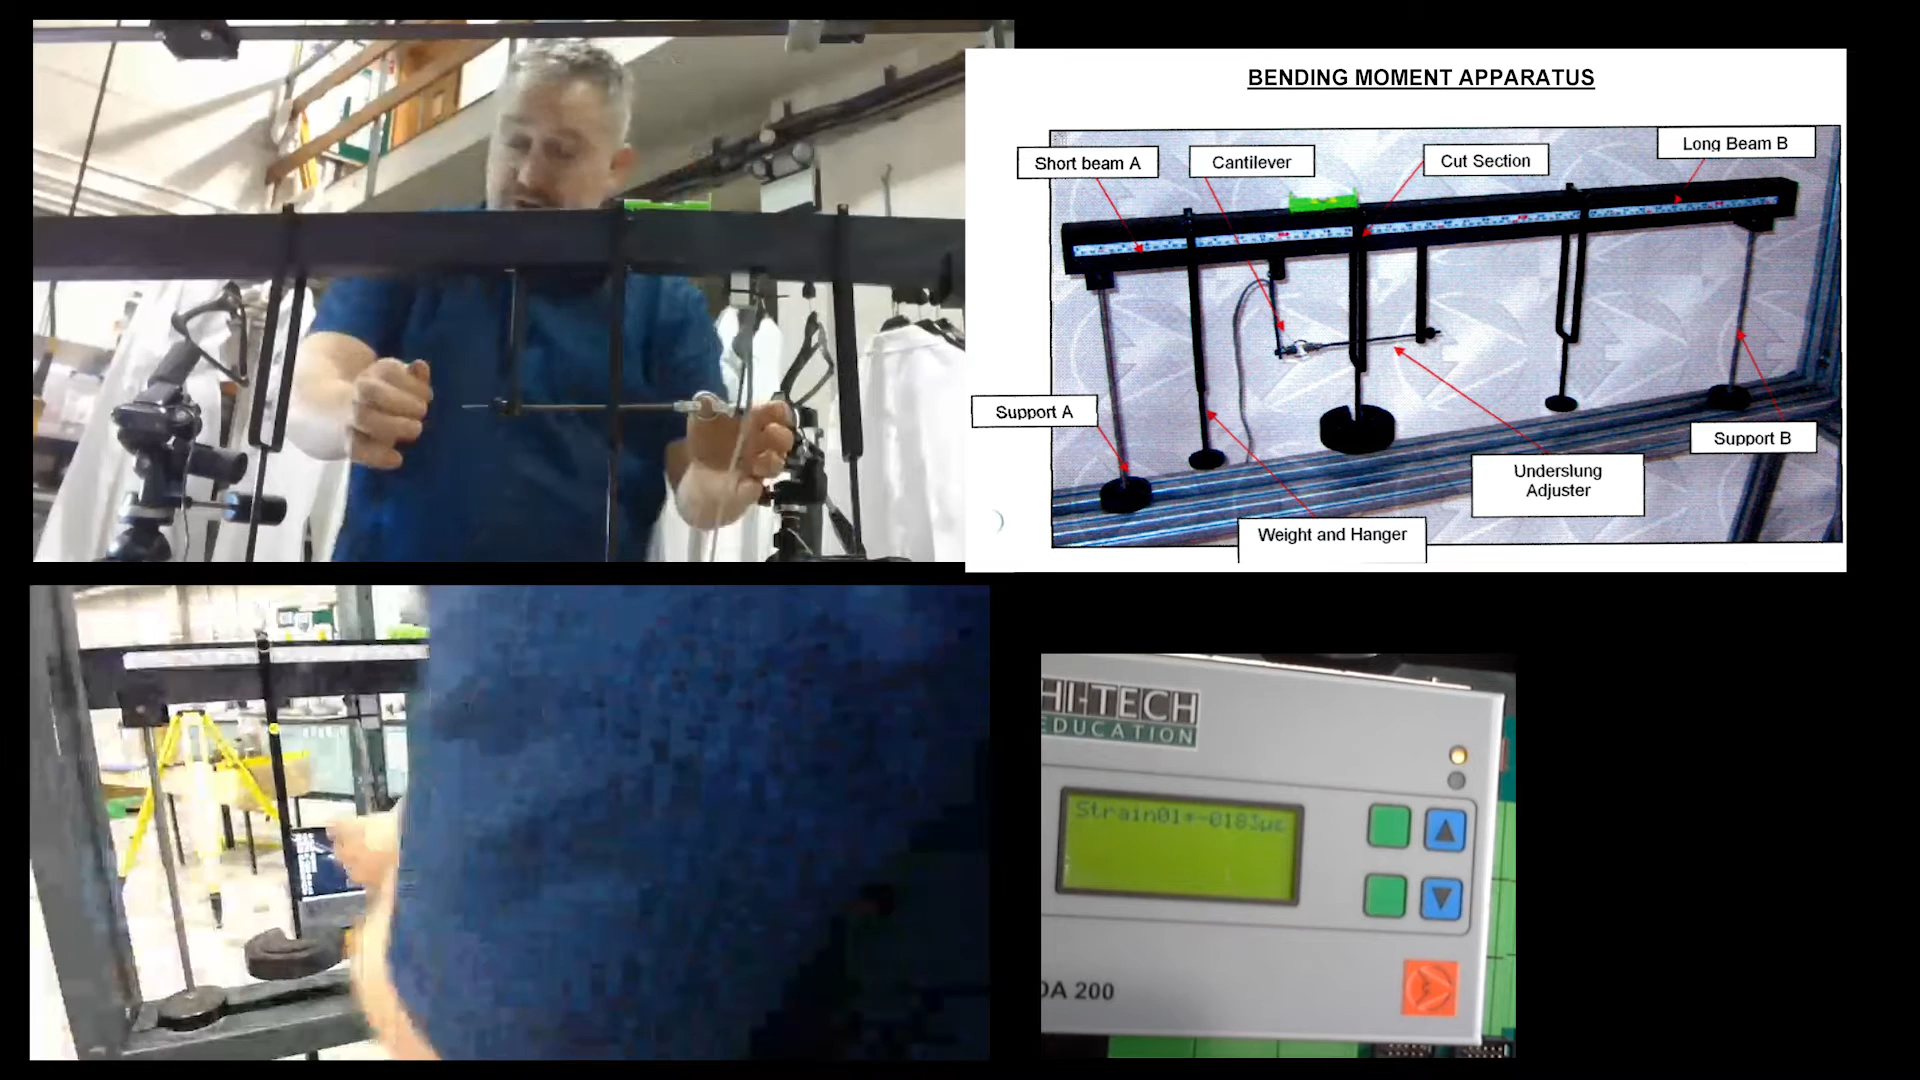 BENDING MOMENT APPARATUS
Short beam A
Cantilever
Cut Section
Long Beam B
Support A
Support B
Underslung
Adjuster
Weight and Hanger
HI-TECH
EDUCATION
DA 200